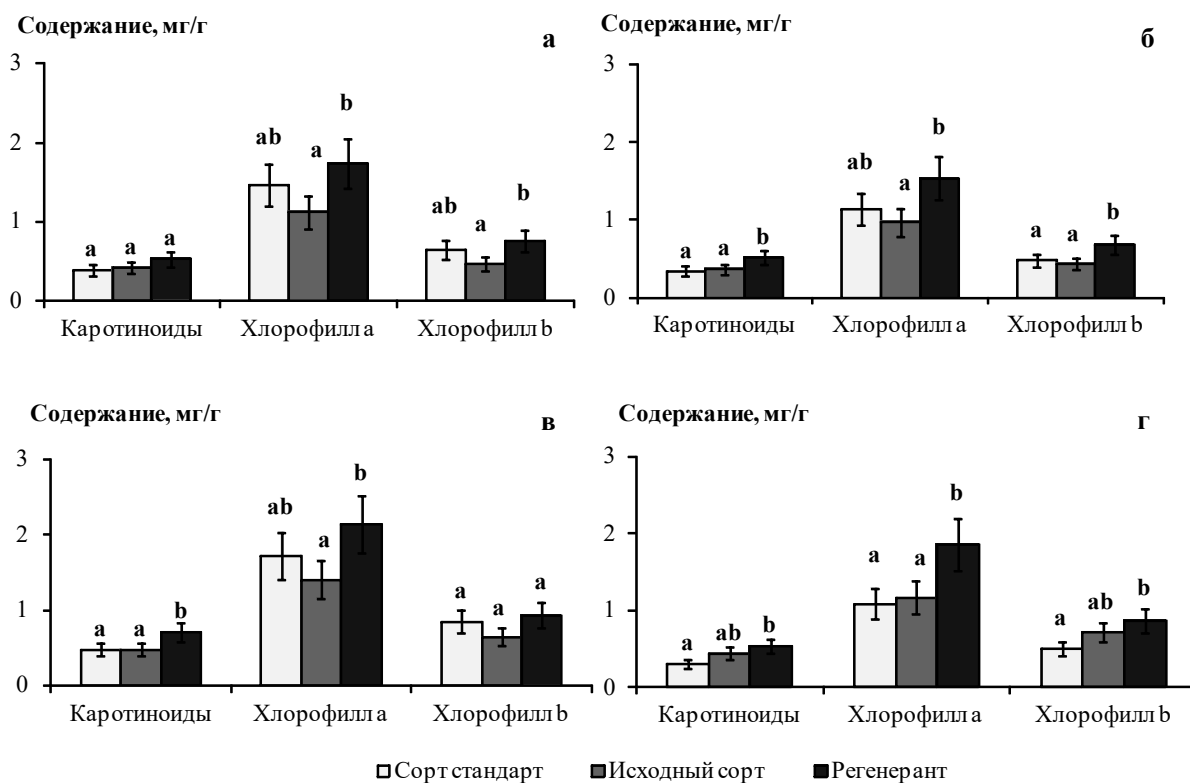 Содержание, мг/г
а
3
2
1
0
ab
a
b
a
a
a
ab
a
b
Каротиноиды
Хлорофилл a
Хлорофилл b
Содержание, мг/г
б
3
2
1
0
ab
a
b
a
a
b
a
a
b
Каротиноиды
Хлорофилл a
Хлорофилл b
Содержание, мг/г
в
3
2
1
0
ab
a
b
a
a
b
a
a
a
Каротиноиды
Хлорофилл a
Хлорофилл b
Содержание, мг/г
г
3
2
1
0
a
a
b
a
ab
b
a
ab
b
Каротиноиды
Хлорофилл a
Хлорофилл b
Сорт стандарт Исходный сорт Регенерант